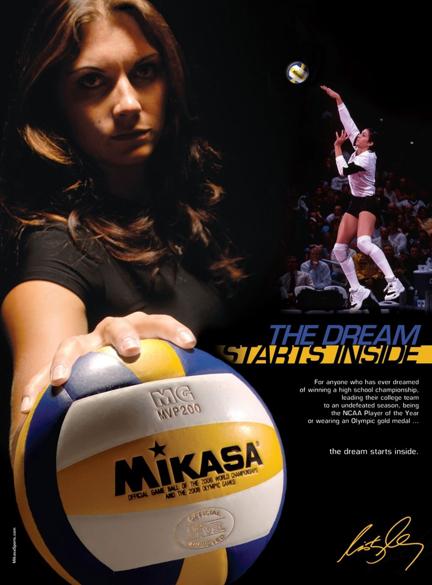 THE DREAM
STARTS INSIDE
For anyone who has ever dreamed
of winning a high school championship,
leading their college team
to an undefeated season, being
the NCAA Player of the Year
or wearing an Olympic gold medal ...
the dream starts inside.
MG
MVP200
MIKASA
OFFICIAL GAME BALL OF THE 2006 WORLD CHAMPIONSHIPS
AND THE 2008 OLYMPIC GAMES
OFFICIAL
APPROVED
MikasaSports.com